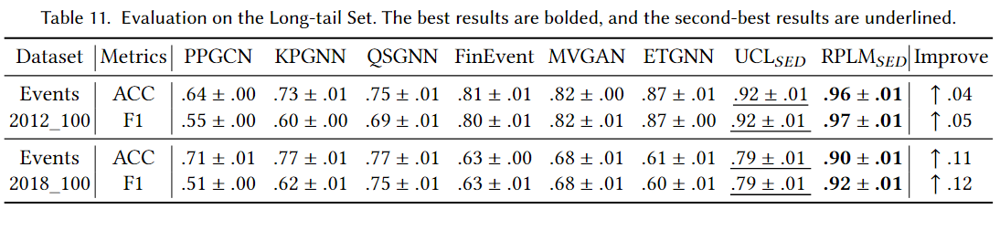 Table 11. Evaluation on the Long-tail Set. The best results are bolded, and the second-best results are underlined.
Dataset Metrics PPGCN KPGNN QSGNN FinEvent MVGAN ETGNN UCL_SED RPLM_SED Improve
Events ACC .64 ± .00 .73 ± .01 .75 ± .01 .81 ± .01 .82 ± .00 .87 ± .01 .92 ± .01 .96 ± .01 ↑ .04
2012_100 F1 .55 ± .00 .60 ± .00 .69 ± .01 .80 ± .01 .82 ± .01 .87 ± .00 .92 ± .01 .97 ± .01 ↑ .05
Events ACC .71 ± .01 .77 ± .01 .77 ± .01 .63 ± .00 .68 ± .01 .61 ± .01 .79 ± .01 .90 ± .01 ↑ .11
2018_100 F1 .51 ± .00 .62 ± .01 .75 ± .01 .63 ± .01 .68 ± .01 .60 ± .01 .79 ± .01 .92 ± .01 ↑ .12